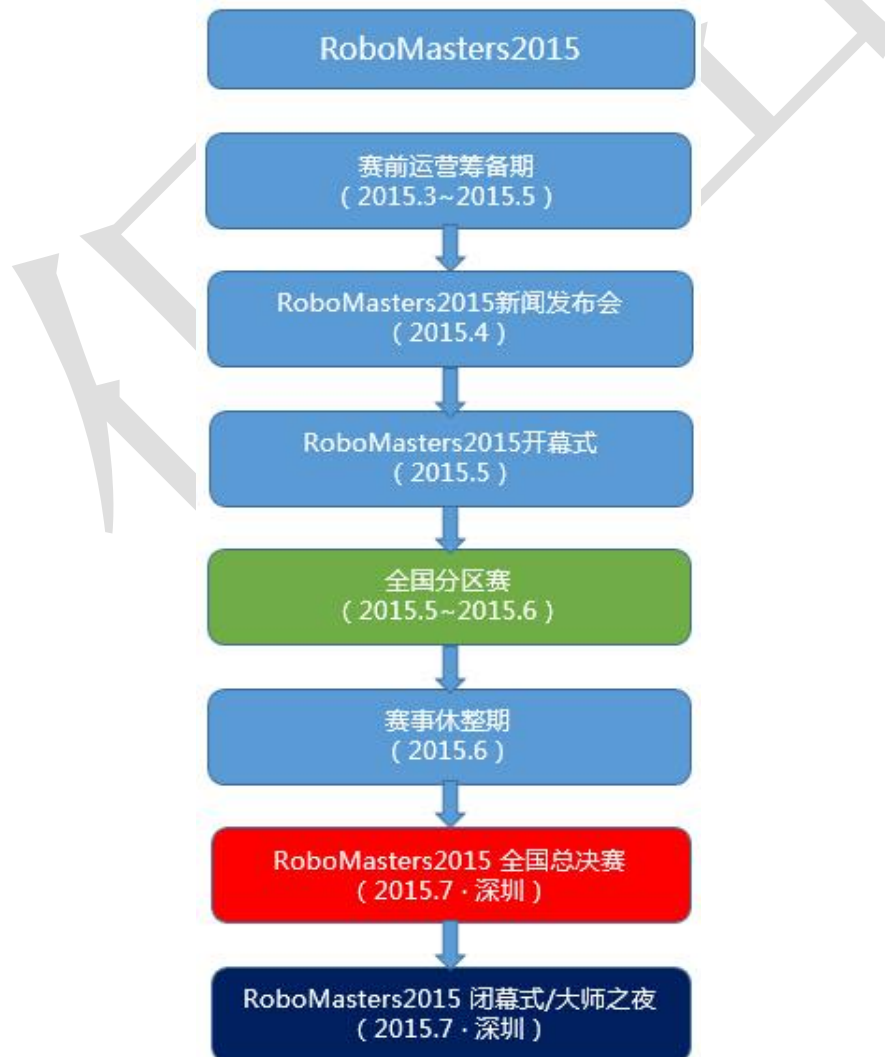 RoboMasters2015
赛前运营筹备期
（2015.3~2015.5）
RoboMasters2015新闻发布会
（2015.4）
RoboMasters2015开幕式
（2015.5）
全国分区赛
（2015.5~2015.6）
赛事休整期
（2015.6）
RoboMasters2015 全国总决赛
（2015.7 · 深圳）
RoboMasters2015 闭幕式/大师之夜
（2015.7 · 深圳）